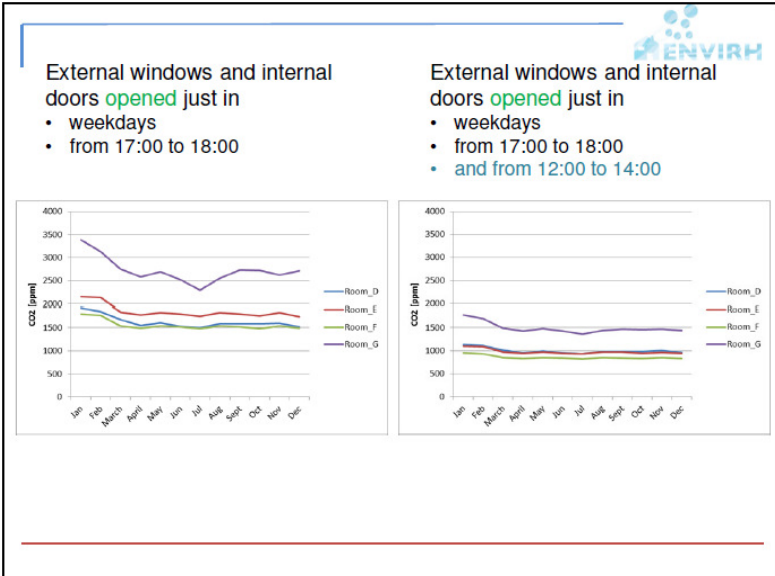 ENVIRH
External windows and internal
doors opened just in
• weekdays
• from 17:00 to 18:00
External windows and internal
doors opened just in
• weekdays
• from 17:00 to 18:00
• and from 12:00 to 14:00
4000
3500
3000
2500
2000
1500
1000
500
0
CO2 [ppm]
Jan Feb March April May Jun Jul Aug Sept Oct Nov Dec
Room_D
Room_E
Room_F
Room_G
4000
3500
3000
2500
2000
1500
1000
500
0
CO2 [ppm]
Jan Feb March April May Jun Jul Aug Sept Oct Nov Dec
Room_D
Room_E
Room_F
Room_G